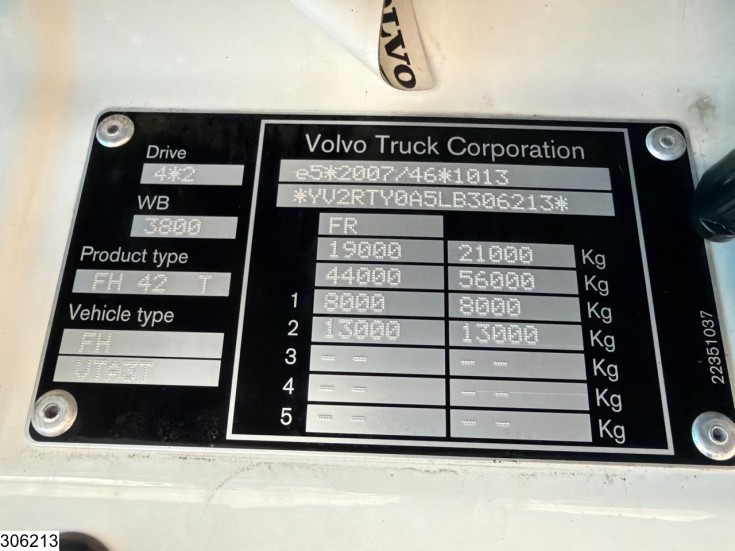 VOLVO
Drive
4*2
WB
3800
Product type
FH 42 T
Vehicle type
FH
VTA3T
Volvo Truck Corporation
e5*2007/46*1013
*YV2RTY0A5LB306213*
FR
19000 21000 Kg
44000 56000 Kg
1 8000 8000 Kg
2 13000 13000 Kg
3 -- -- -- -- Kg
4 -- -- -- -- Kg
5 -- -- -- -- Kg
22351037
306213